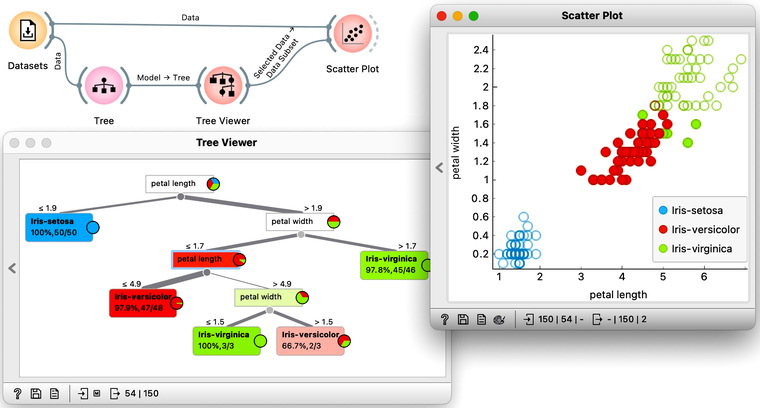 Data
Datasets
Data
Model → Tree
Selected Data →
Data Subset
Tree
Tree Viewer
Scatter Plot
Tree Viewer
petal length
≤ 1.9
> 1.9
Iris-setosa
100%, 50/50
petal width
≤ 1.7
> 1.7
petal length
Iris-virginica
97.8%, 45/46
≤ 4.9
> 4.9
Iris-versicolor
97.9%, 47/48
petal width
≤ 1.5
> 1.5
Iris-virginica
100%, 3/3
Iris-versicolor
66.7%, 2/3
54 | 150
Scatter Plot
petal width
2.4
2.2
2
1.8
1.6
1.4
1.2
1
0.8
0.6
0.4
0.2
Iris-setosa
Iris-versicolor
Iris-virginica
1 2 3 4 5 6
petal length
150 | 54 | - - | 150 | 2